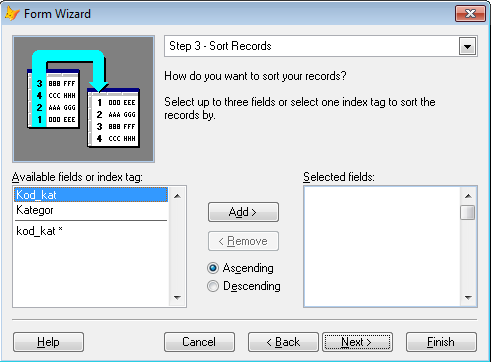 Form Wizard
Step 3 - Sort Records
3 BBB FFF
4 CCC HHH
2 AAA GGG
1 DDD EEE
1 DDD EEE
2 AAA GGG
3 BBB FFF
4 CCC HHH
How do you want to sort your records?
Select up to three fields or select one index tag to sort the
records by.
Available fields or index tag:
Selected fields:
Kod_kat
Kategor
kod_kat *
Add >
< Remove
Ascending
Descending
Help
Cancel
< Back
Next >
Finish